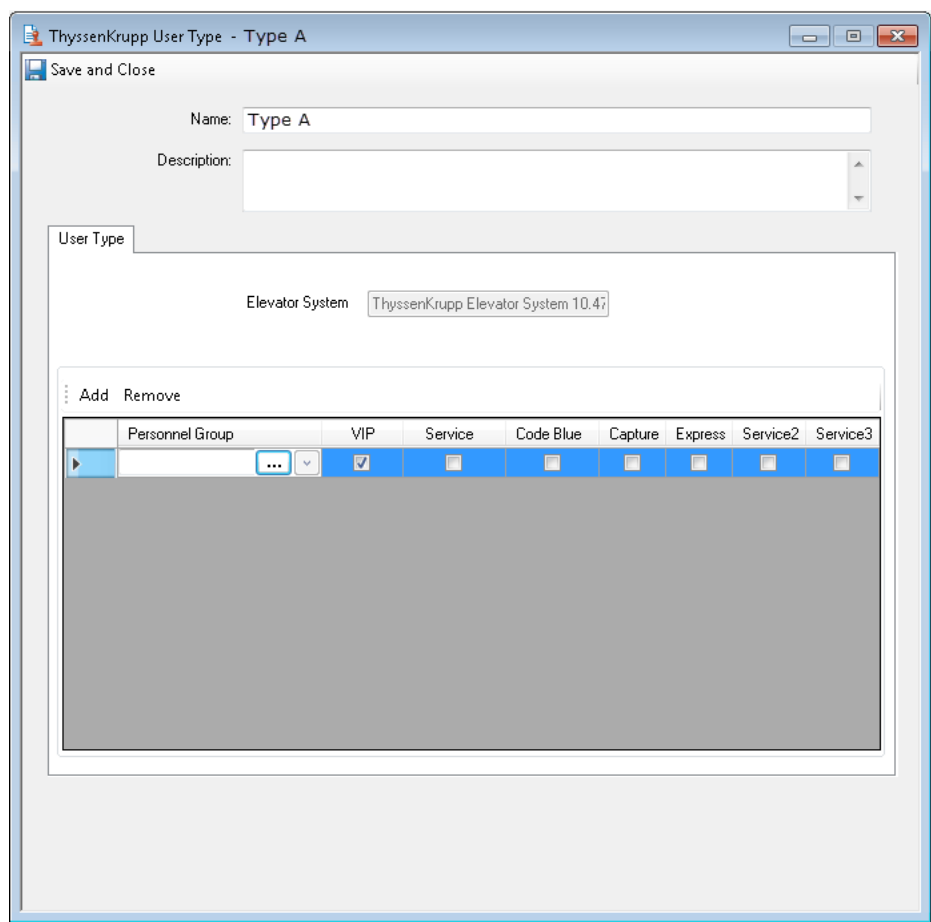 ThyssenKrupp User Type - Type A
Save and Close
Name: Type A
Description:
User Type
Elevator System ThyssenKrupp Elevator System 10.47
Add Remove
Personnel Group VIP Service Code Blue Capture Express Service2 Service3
...